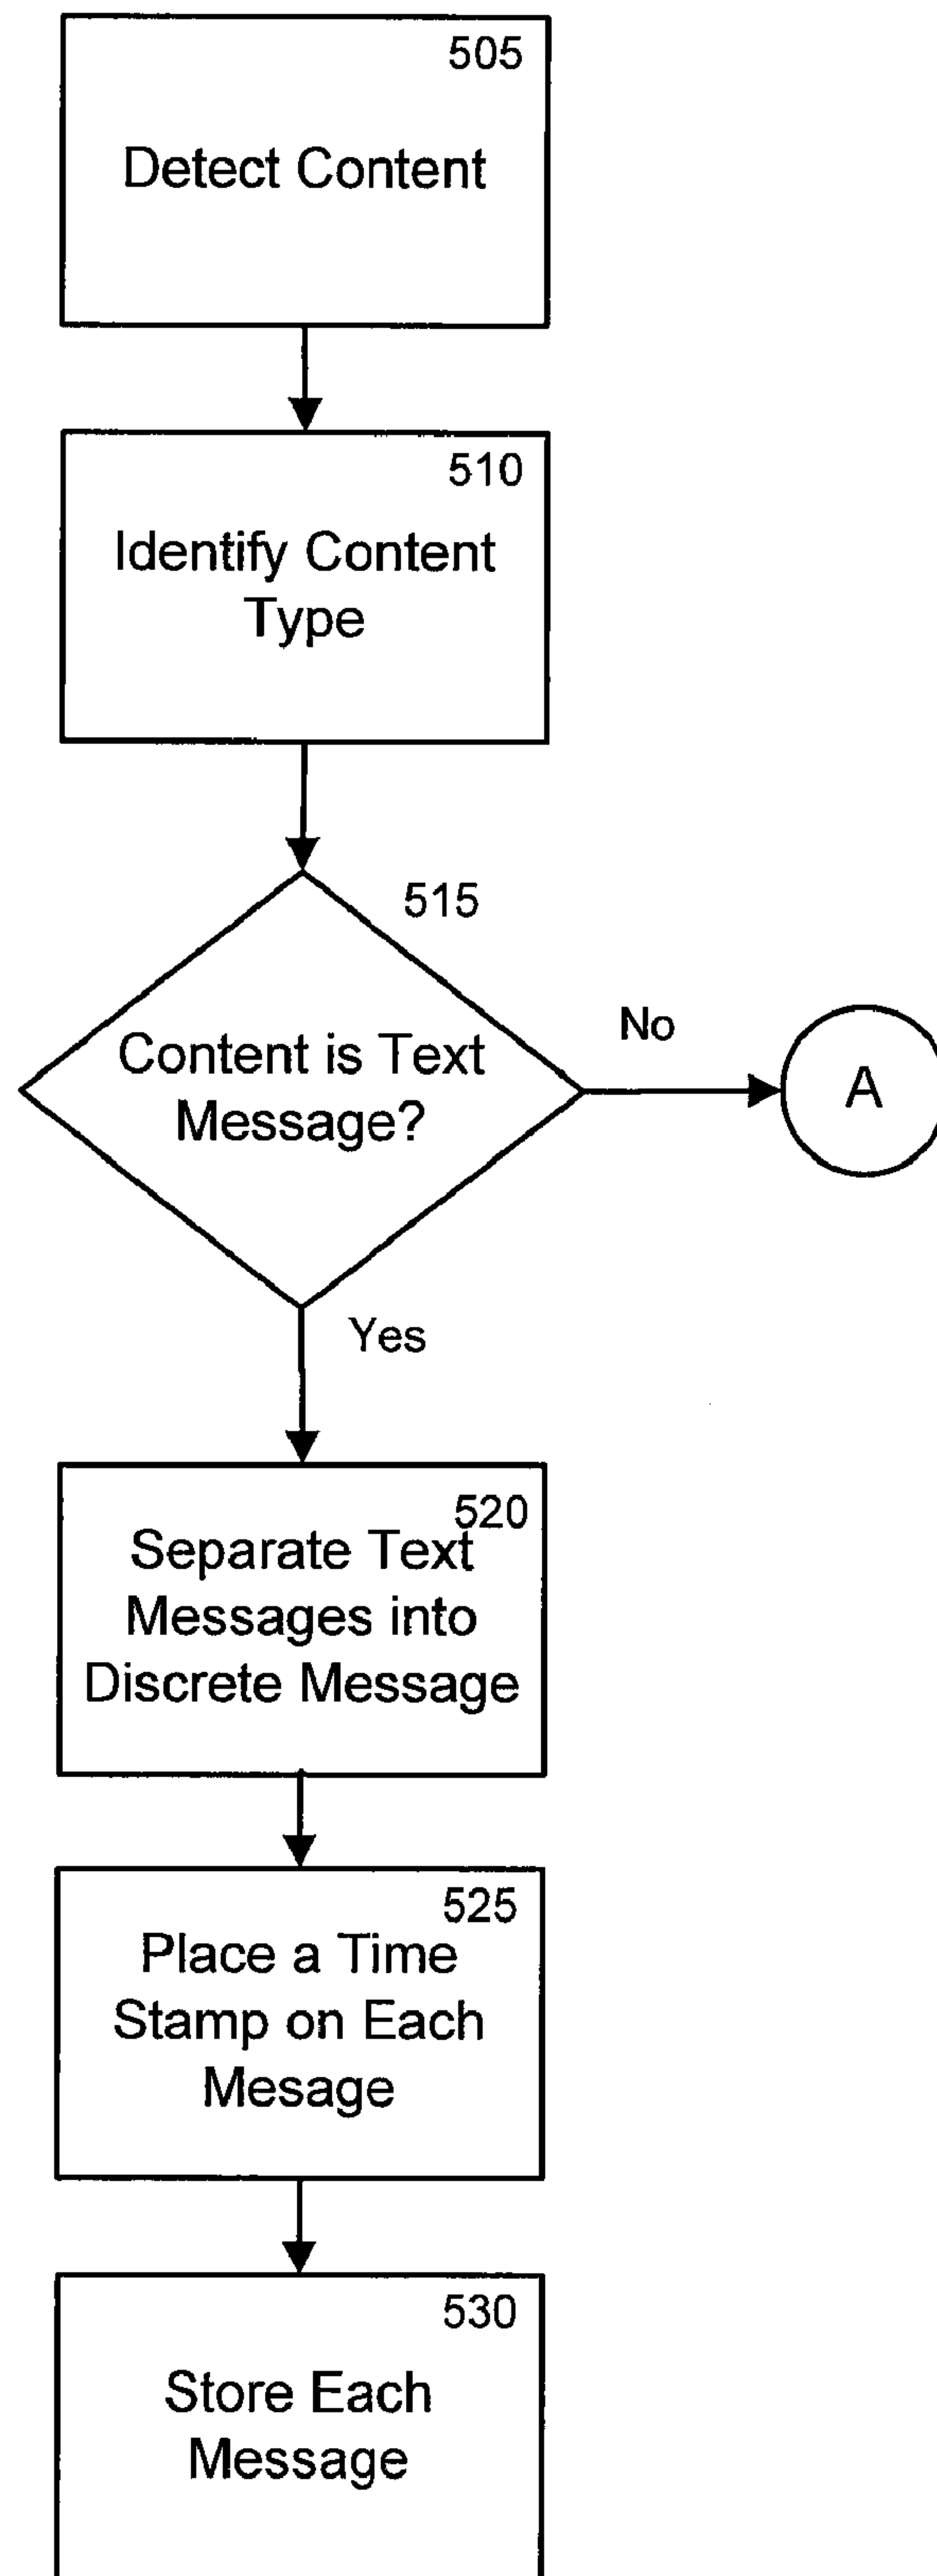 505
Detect Content
510
Identify Content
Type
515
Content is Text
Message?
No
A
Yes
520
Separate Text
Messages into
Discrete Message
525
Place a Time
Stamp on Each
Mesage
530
Store Each
Message